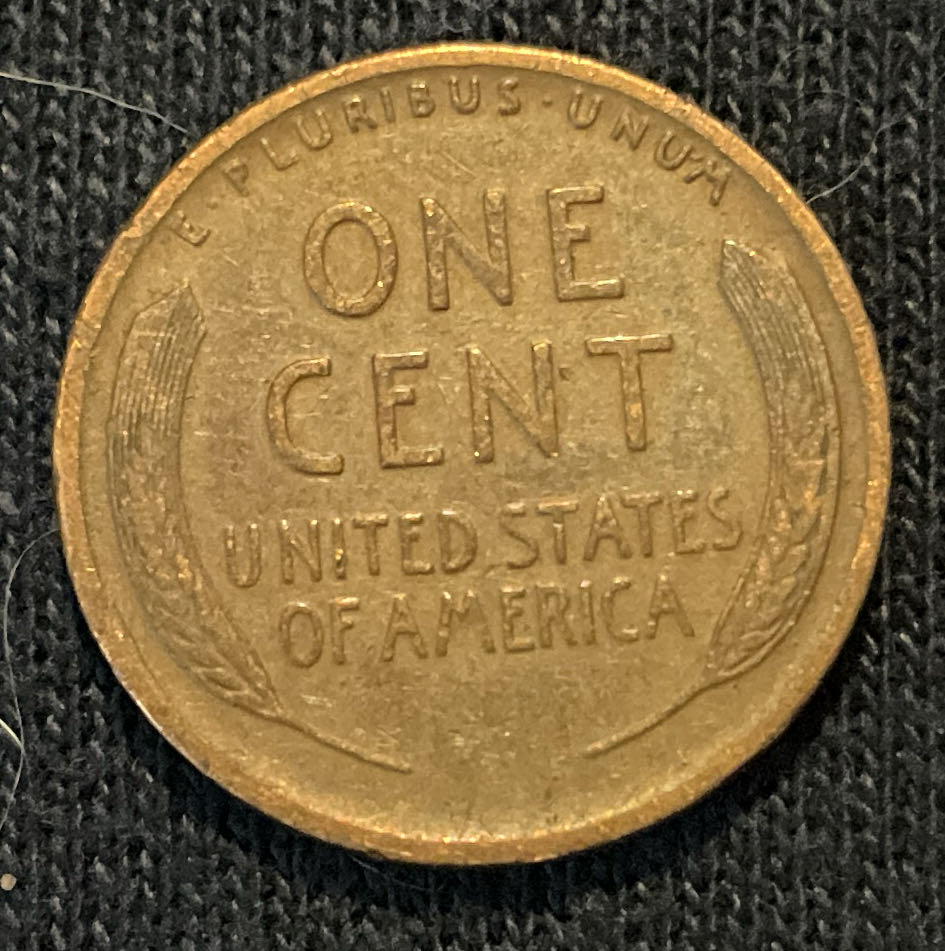 E · PLURIBUS · UNUM
ONE
CENT
UNITED STATES
OF AMERICA